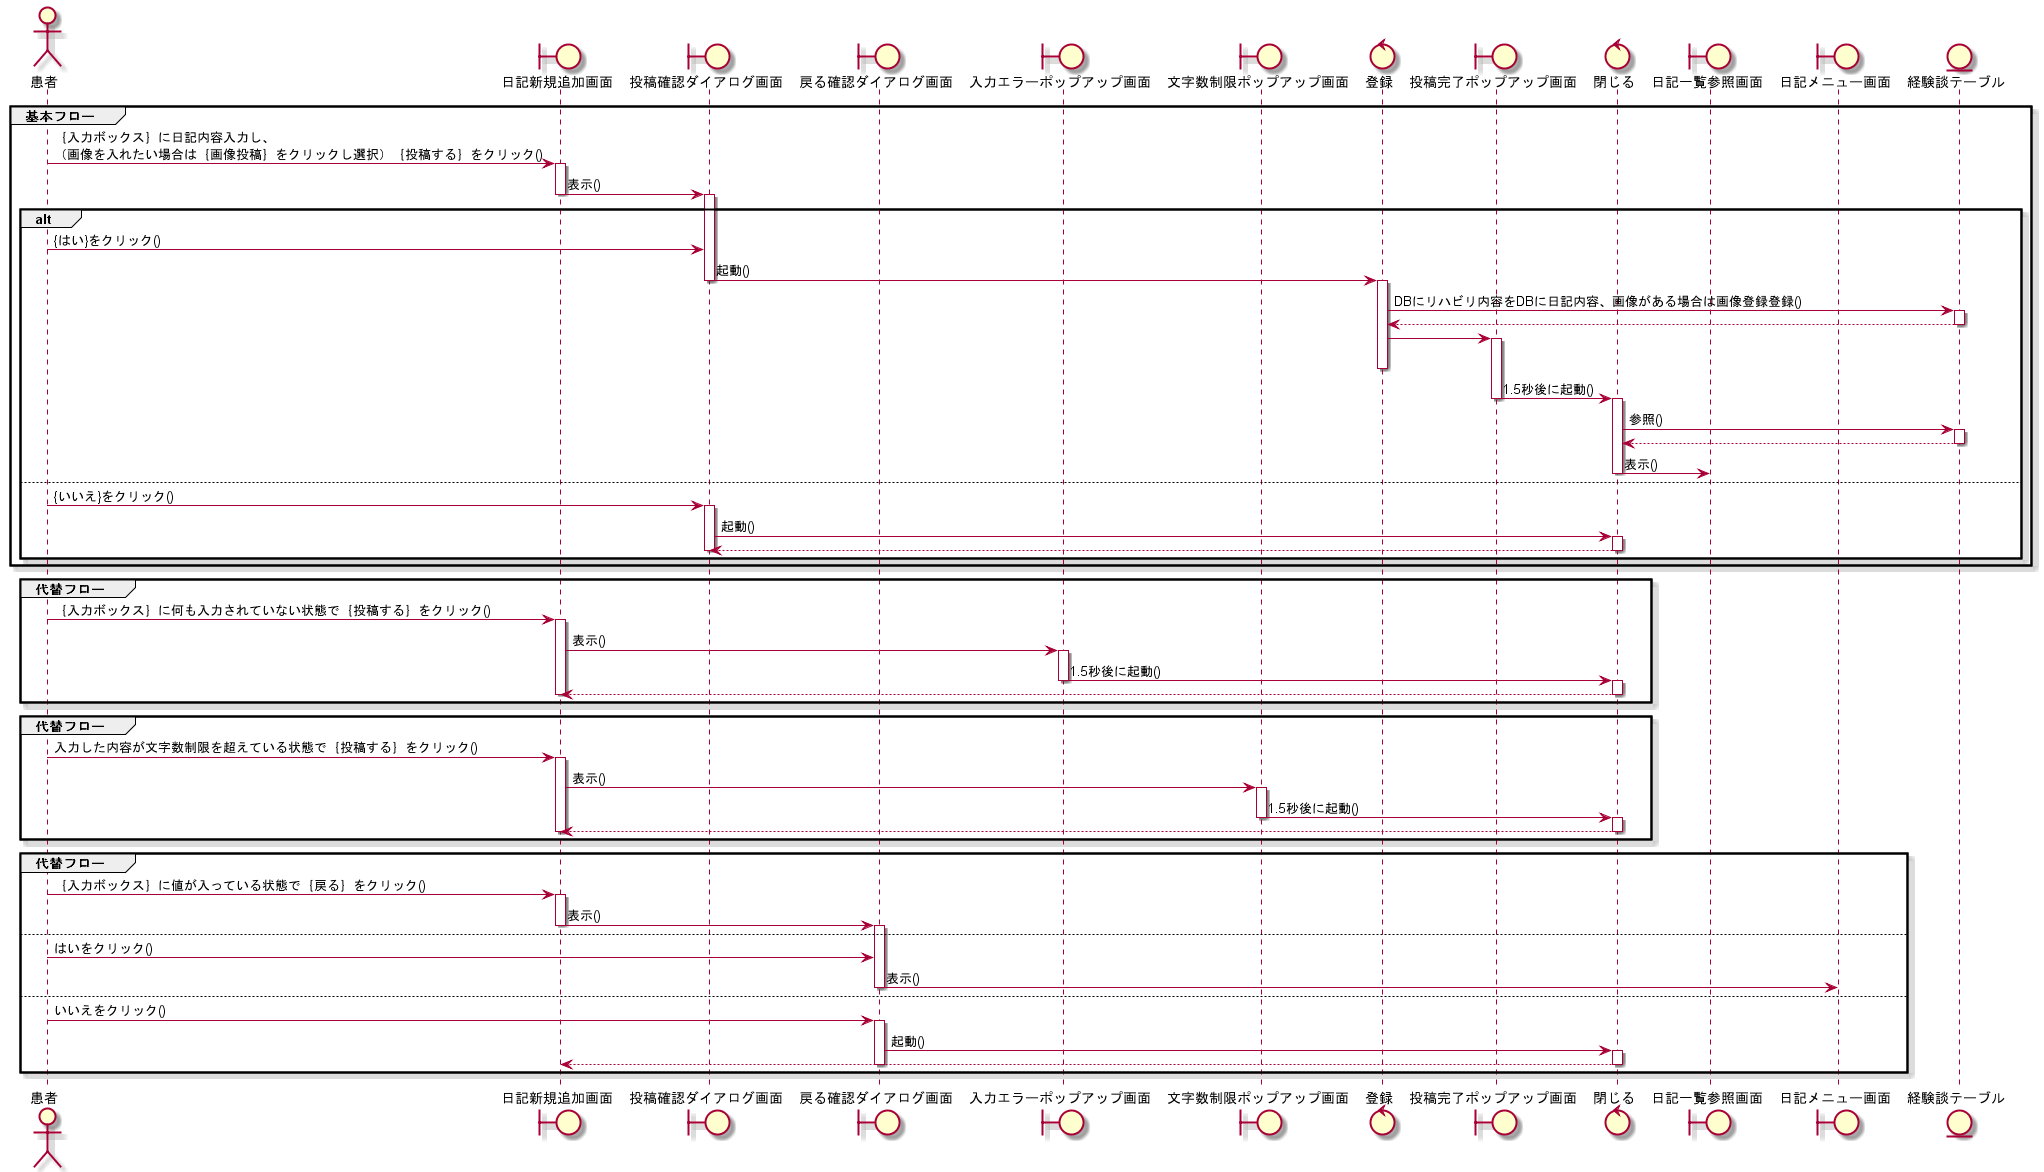 患者
日記新規追加画面
投稿確認ダイアログ画面
戻る確認ダイアログ画面
入力エラーポップアップ画面
文字数制限ポップアップ画面
登録
投稿完了ポップアップ画面
閉じる
日記一覧参照画面
日記メニュー画面
経験談テーブル
基本フロー
｛入力ボックス｝に日記内容入力し、
（画像を入れたい場合は｛画像投稿｝をクリックし選択）｛投稿する｝をクリック()
表示()
alt
{はい}をクリック()
起動()
DBにリハビリ内容をDBに日記内容、画像がある場合は画像登録登録()
1.5秒後に起動()
参照()
表示()
{いいえ}をクリック()
起動()
代替フロー
｛入力ボックス｝に何も入力されていない状態で｛投稿する｝をクリック()
表示()
1.5秒後に起動()
代替フロー
入力した内容が文字数制限を超えている状態で｛投稿する｝をクリック()
表示()
1.5秒後に起動()
代替フロー
｛入力ボックス｝に値が入っている状態で｛戻る｝をクリック()
表示()
はいをクリック()
表示()
いいえをクリック()
起動()
患者
日記新規追加画面
投稿確認ダイアログ画面
戻る確認ダイアログ画面
入力エラーポップアップ画面
文字数制限ポップアップ画面
登録
投稿完了ポップアップ画面
閉じる
日記一覧参照画面
日記メニュー画面
経験談テーブル